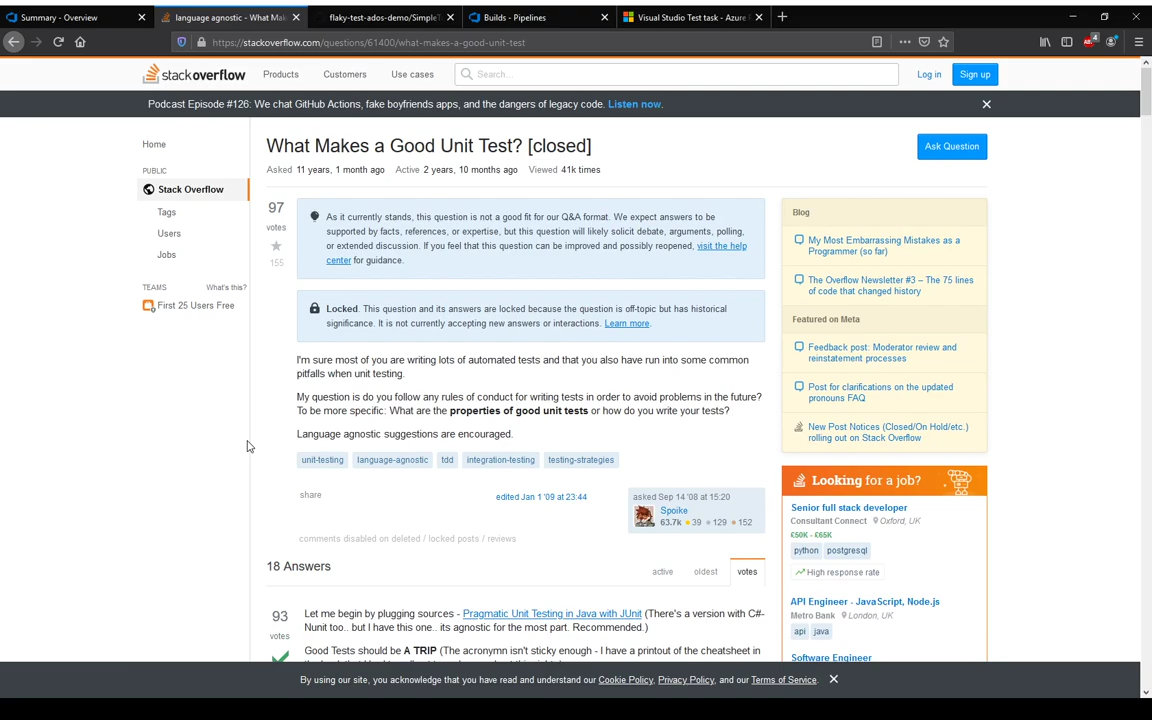 Summary - Overview
language agnostic - What Mak
flaky-test-ados-demo/SimpleT
Builds - Pipelines
Visual Studio Test task - Azure P
https://stackoverflow.com/questions/61400/what-makes-a-good-unit-test
4
stackoverflow
Products
Customers
Use cases
Search...
Log in
Sign up
Podcast Episode #126: We chat GitHub Actions, fake boyfriends apps, and the dangers of legacy code. Listen now.
Home
PUBLIC
Stack Overflow
Tags
Users
Jobs
TEAMS
What's this?
First 25 Users Free
What Makes a Good Unit Test? [closed]
Ask Question
Asked 11 years, 1 month ago Active 2 years, 10 months ago Viewed 41k times
97
votes
155
As it currently stands, this question is not a good fit for our Q&A format. We expect answers to be
supported by facts, references, or expertise, but this question will likely solicit debate, arguments, polling,
or extended discussion. If you feel that this question can be improved and possibly reopened, visit the help
center for guidance.
Locked. This question and its answers are locked because the question is off-topic but has historical
significance. It is not currently accepting new answers or interactions. Learn more.
I'm sure most of you are writing lots of automated tests and that you also have run into some common
pitfalls when unit testing.
My question is do you follow any rules of conduct for writing tests in order to avoid problems in the future?
To be more specific: What are the properties of good unit tests or how do you write your tests?
Language agnostic suggestions are encouraged.
unit-testing
language-agnostic
tdd
integration-testing
testing-strategies
share
edited Jan 1 '09 at 23:44
asked Sep 14 '08 at 15:20
Spoike
63.7k 39 129 152
comments disabled on deleted / locked posts / reviews
18 Answers
active
oldest
votes
93
votes
Let me begin by plugging sources - Pragmatic Unit Testing in Java with JUnit (There's a version with C#-
Nunit too.. but I have this one.. its agnostic for the most part. Recommended.)
Good Tests should be A TRIP (The acronym isn't sticky enough - I have a printout of the cheatsheet in
Blog
My Most Embarrassing Mistakes as a
Programmer (so far)
The Overflow Newsletter #3 – The 75 lines
of code that changed history
Featured on Meta
Feedback post: Moderator review and
reinstatement processes
Post for clarifications on the updated
pronouns FAQ
New Post Notices (Closed/On Hold/etc.)
rolling out on Stack Overflow
Looking for a job?
Senior full stack developer
Consultant Connect Oxford, UK
£50K - £65K
python
postgresql
High response rate
API Engineer - JavaScript, Node.js
Metro Bank London, UK
api
java
Software Engineer
By using our site, you acknowledge that you have read and understand our Cookie Policy, Privacy Policy, and our Terms of Service.